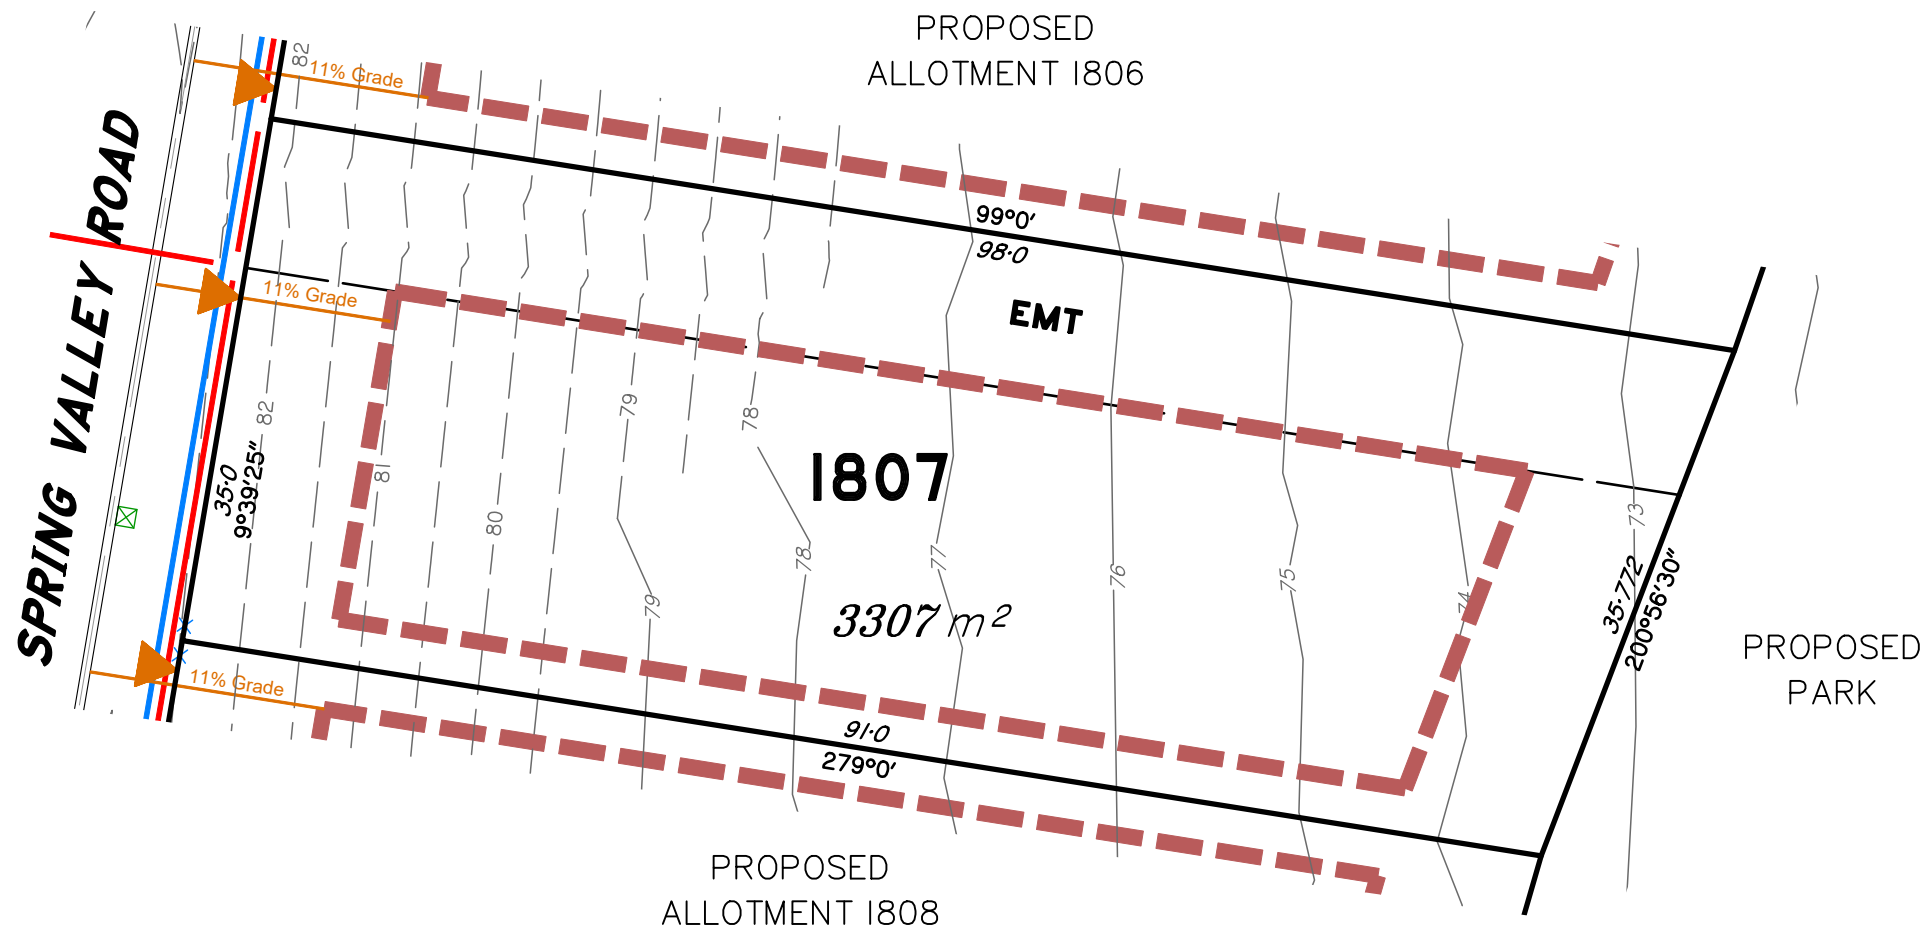 PROPOSED
ALLOTMENT 1806
82
11% Grade
SPRING VALLEY ROAD
99°0'
98·0
EMT
11% Grade
82
81
80
79
78
1807
79
78
77
76
75
74
73
35·0
9°39'25"
3307 m²
35·772
200°56'30"
PROPOSED
PARK
11% Grade
91·0
279°0'
PROPOSED
ALLOTMENT 1808